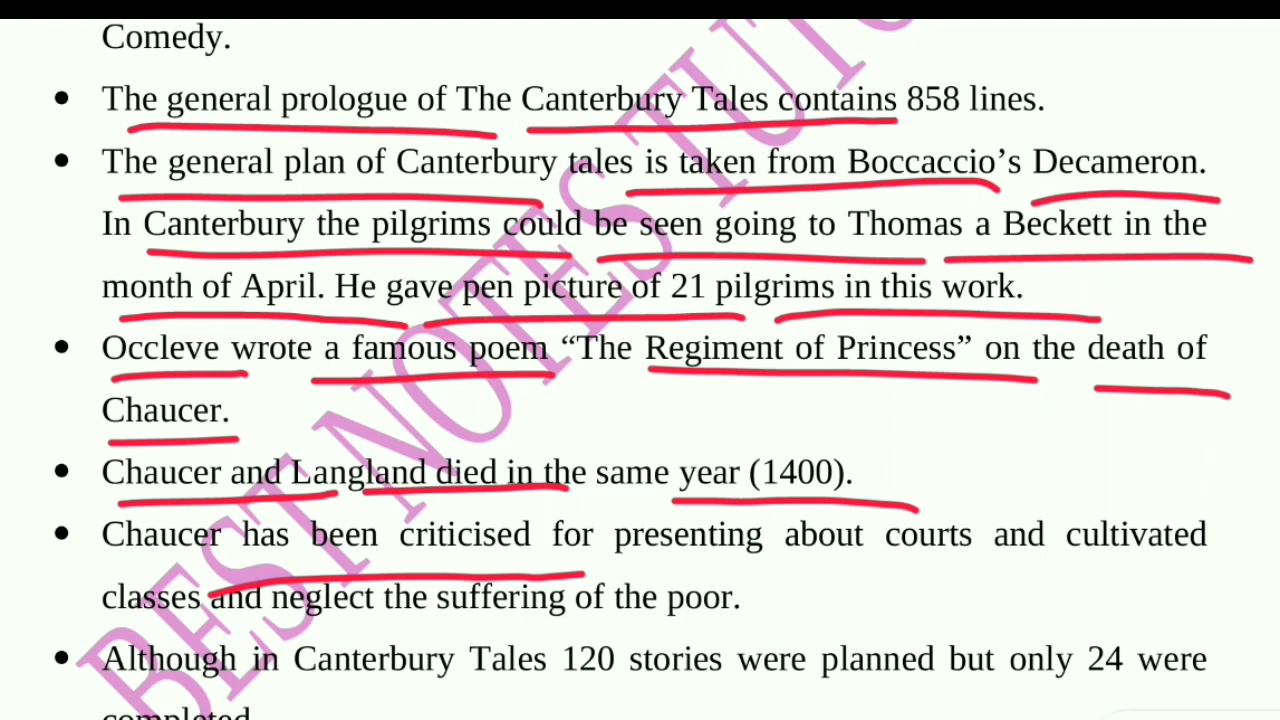 Comedy.
• The general prologue of The Canterbury Tales contains 858 lines.
• The general plan of Canterbury tales is taken from Boccaccio’s Decameron.
In Canterbury the pilgrims could be seen going to Thomas a Beckett in the
month of April. He gave pen picture of 21 pilgrims in this work.
• Occleve wrote a famous poem “The Regiment of Princess” on the death of
Chaucer.
• Chaucer and Langland died in the same year (1400).
• Chaucer has been criticised for presenting about courts and cultivated
classes and neglect the suffering of the poor.
• Although in Canterbury Tales 120 stories were planned but only 24 were
completed
BEST NOTES TUTO